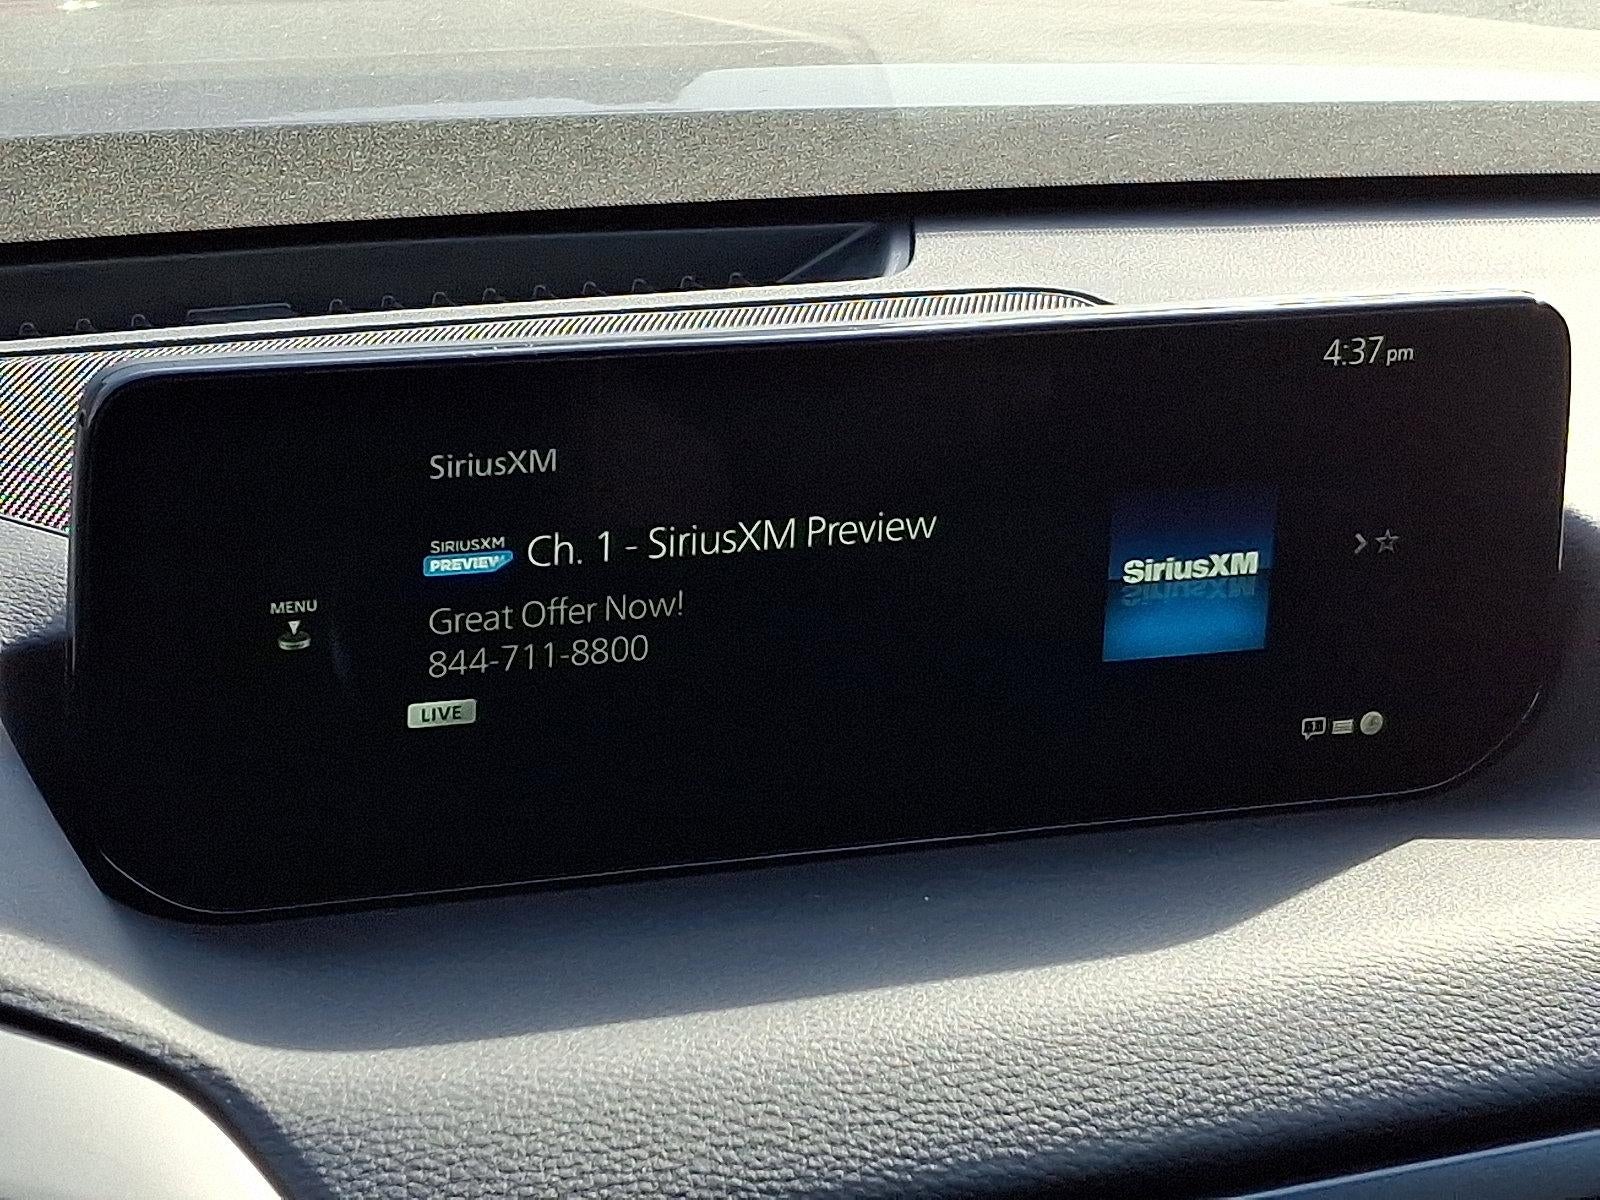 4:37 pm
SiriusXM
SIRIUSXM
PREVIEW
Ch. 1 - SiriusXM Preview
SiriusXM
MENU
Great Offer Now!
844-711-8800
LIVE